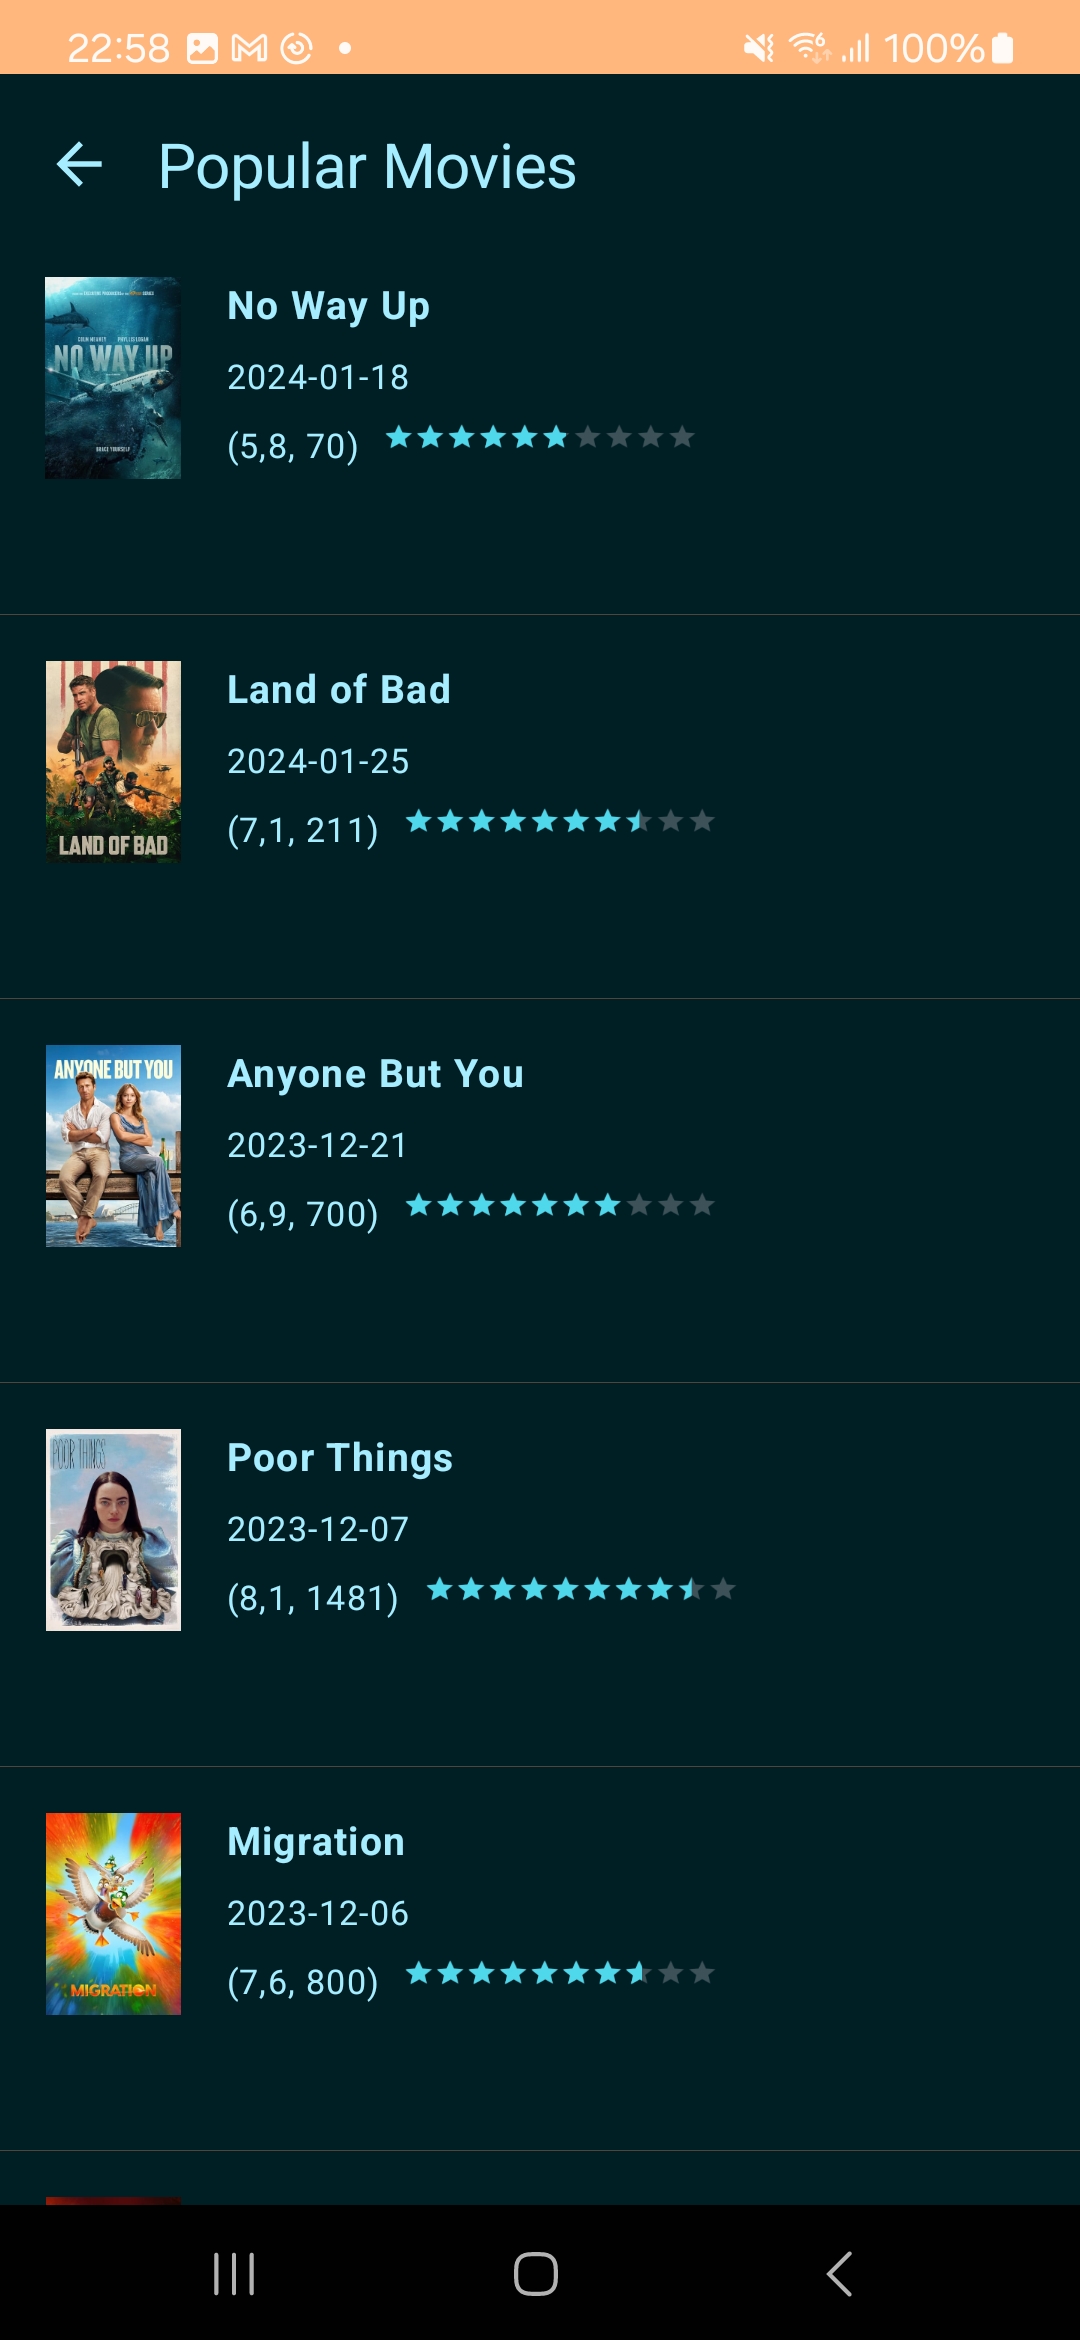 22:58 100%
Popular Movies
NO WAY UP
BRACE YOURSELF
No Way Up
2024-01-18
(5,8, 70)
LAND OF BAD
Land of Bad
2024-01-25
(7,1, 211)
ANYONE BUT YOU
Anyone But You
2023-12-21
(6,9, 700)
POOR THINGS
Poor Things
2023-12-07
(8,1, 1481)
MIGRATION
Migration
2023-12-06
(7,6, 800)